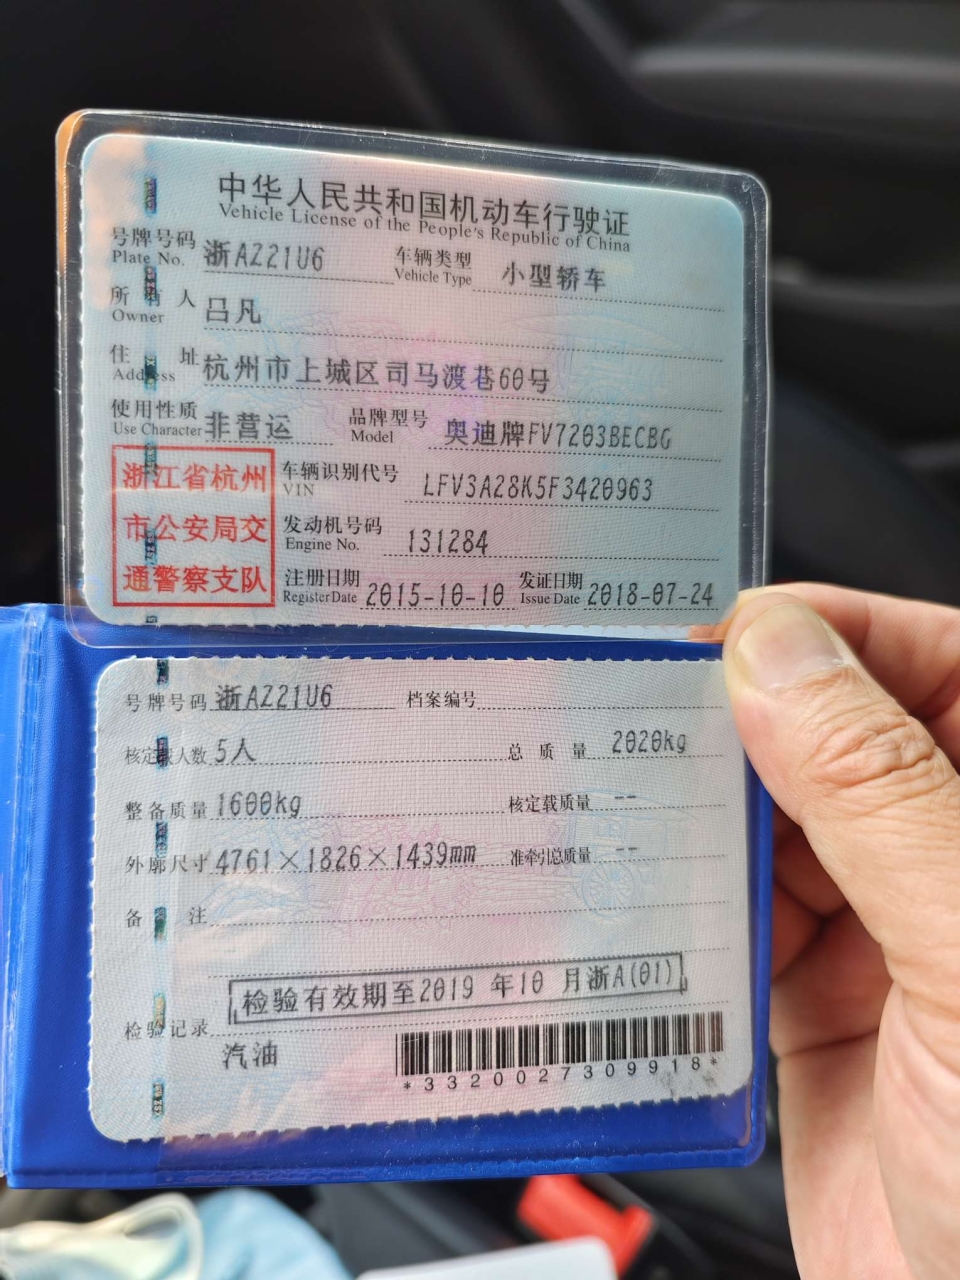 中华人民共和国机动车行驶证
Vehicle License of the People's Republic of China
号牌号码 浙AZ21U6 车辆类型 小型轿车
Plate No. Vehicle Type
所有人 吕凡
Owner
住址 杭州市上城区司马渡巷60号
Address
使用性质 非营运 品牌型号 奥迪牌FV7203BECBG
Use Character Model
浙江省杭州
市公安局交
通警察支队
车辆识别代号 LFV3A28K5F3420963
VIN
发动机号码 131284
Engine No.
注册日期 2015-10-10 发证日期 2018-07-24
Register Date Issue Date
号牌号码 浙AZ21U6 档案编号
核定载人数 5人 总质量 2020kg
整备质量 1600kg 核定载质量 --
外廓尺寸 4761×1826×1439mm 准牵引总质量 --
备注
检验有效期至2019 年10 月浙A(01)
检验记录
汽油
*3320027309918*